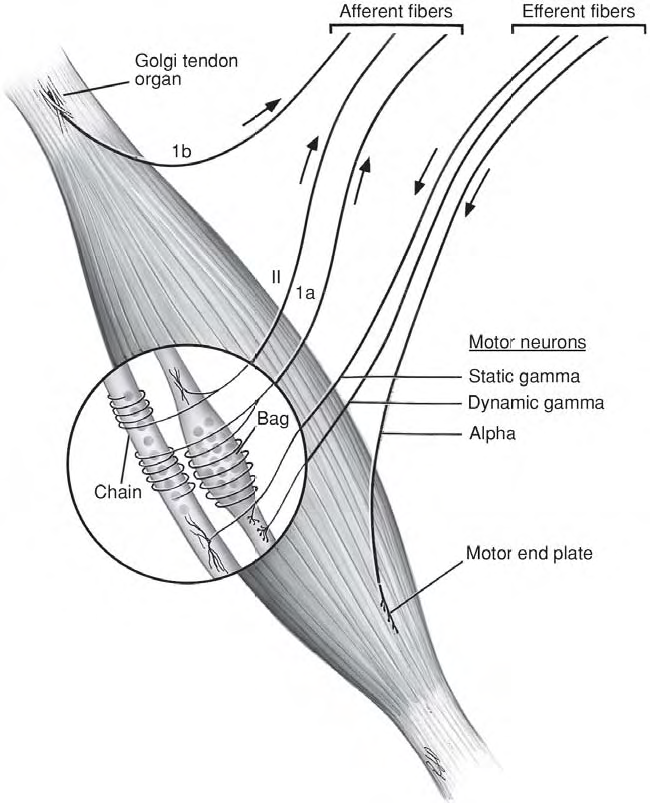 Afferent fibers
Efferent fibers
Golgi tendon
organ
1b
II
1a
Motor neurons
Static gamma
Dynamic gamma
Alpha
Bag
Chain
Motor end plate